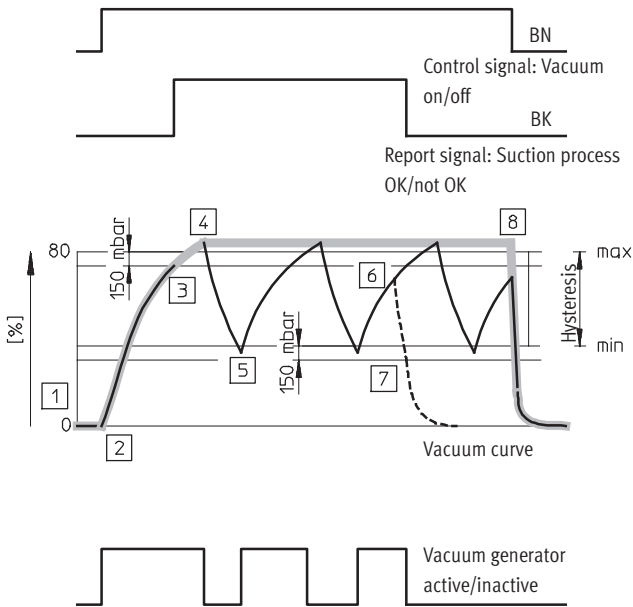 BN
Control signal: Vacuum
on/off
BK
Report signal: Suction process
OK/not OK
4
8
80
150 mbar
max
3
6
Hysteresis
[%]
150 mbar
min
5
7
1
0
2
Vacuum curve
Vacuum generator
active/inactive